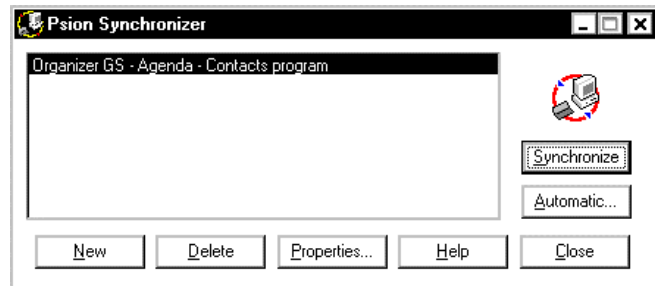 Psion Synchronizer
Organizer GS - Agenda - Contacts program
Synchronize
Automatic...
New
Delete
Properties...
Help
Close